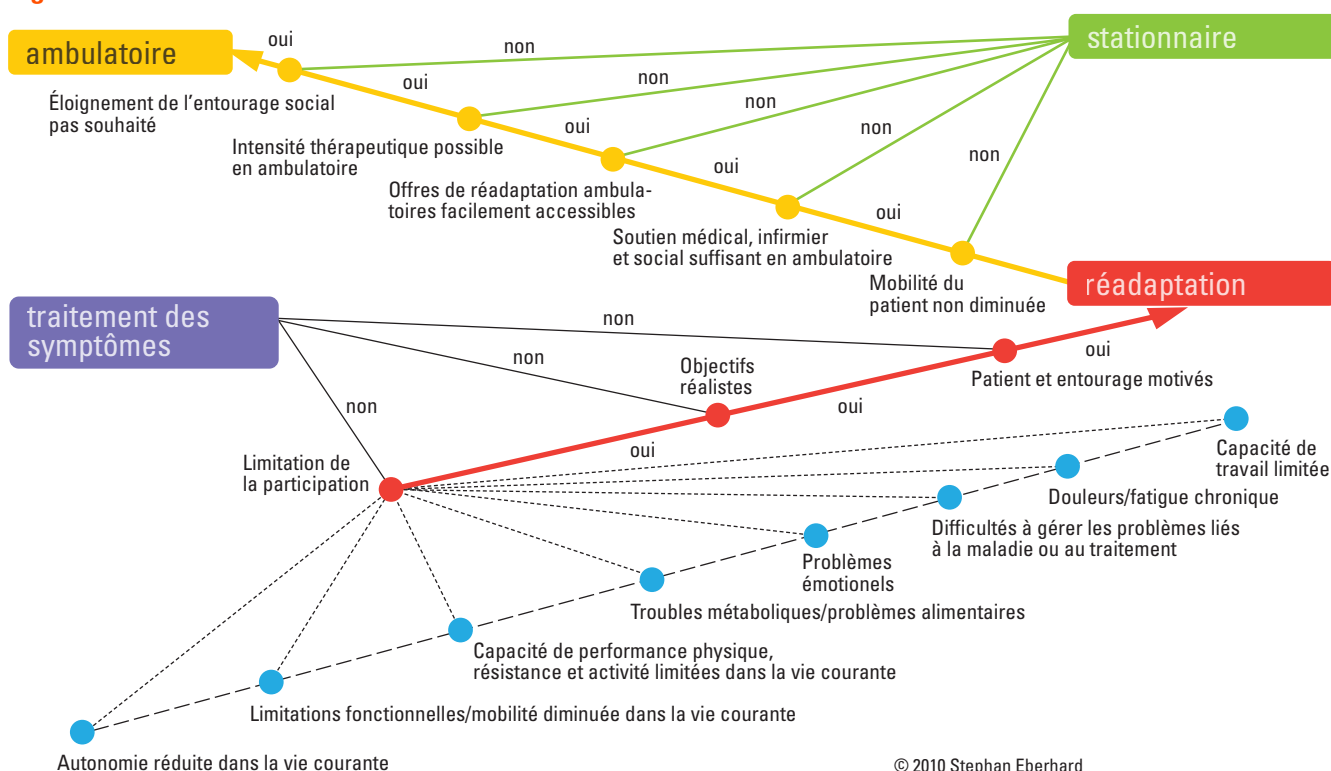 ambulatoire
oui
non
stationnaire
Éloignement de l'entourage social
pas souhaité
oui
non
Intensité thérapeutique possible
en ambulatoire
oui
non
Offres de réadaptation ambula-
toires facilement accessibles
oui
non
Soutien médical, infirmier
et social suffisant en ambulatoire
oui
non
Mobilité du
patient non diminuée
réadaptation
traitement des
symptômes
non
non
non
oui
Patient et entourage motivés
Objectifs
réalistes
oui
oui
Limitation de
la participation
Capacité de
travail limitée
Douleurs/fatigue chronique
Difficultés à gérer les problèmes liés
à la maladie ou au traitement
Problèmes
émotionels
Troubles métaboliques/problèmes alimentaires
Capacité de performance physique,
résistance et activité limitées dans la vie courante
Limitations fonctionnelles/mobilité diminuée dans la vie courante
Autonomie réduite dans la vie courante
© 2010 Stephan Eberhard